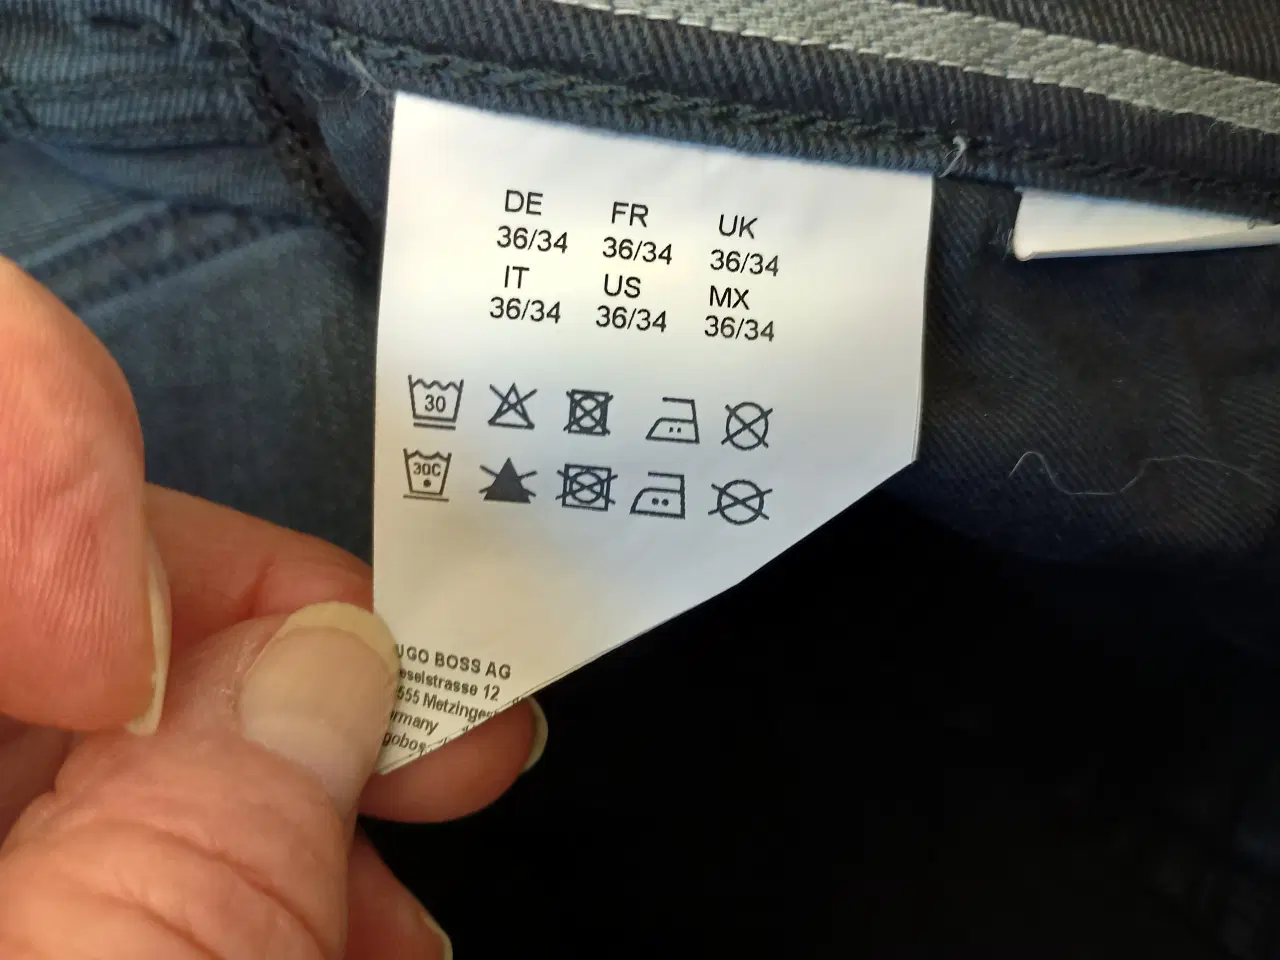 DE FR UK
36/34 36/34 36/34
IT US MX
36/34 36/34 36/34
30
30C
UGO BOSS AG
eselstrasse 12
555 Metzinge
rmany
gobos